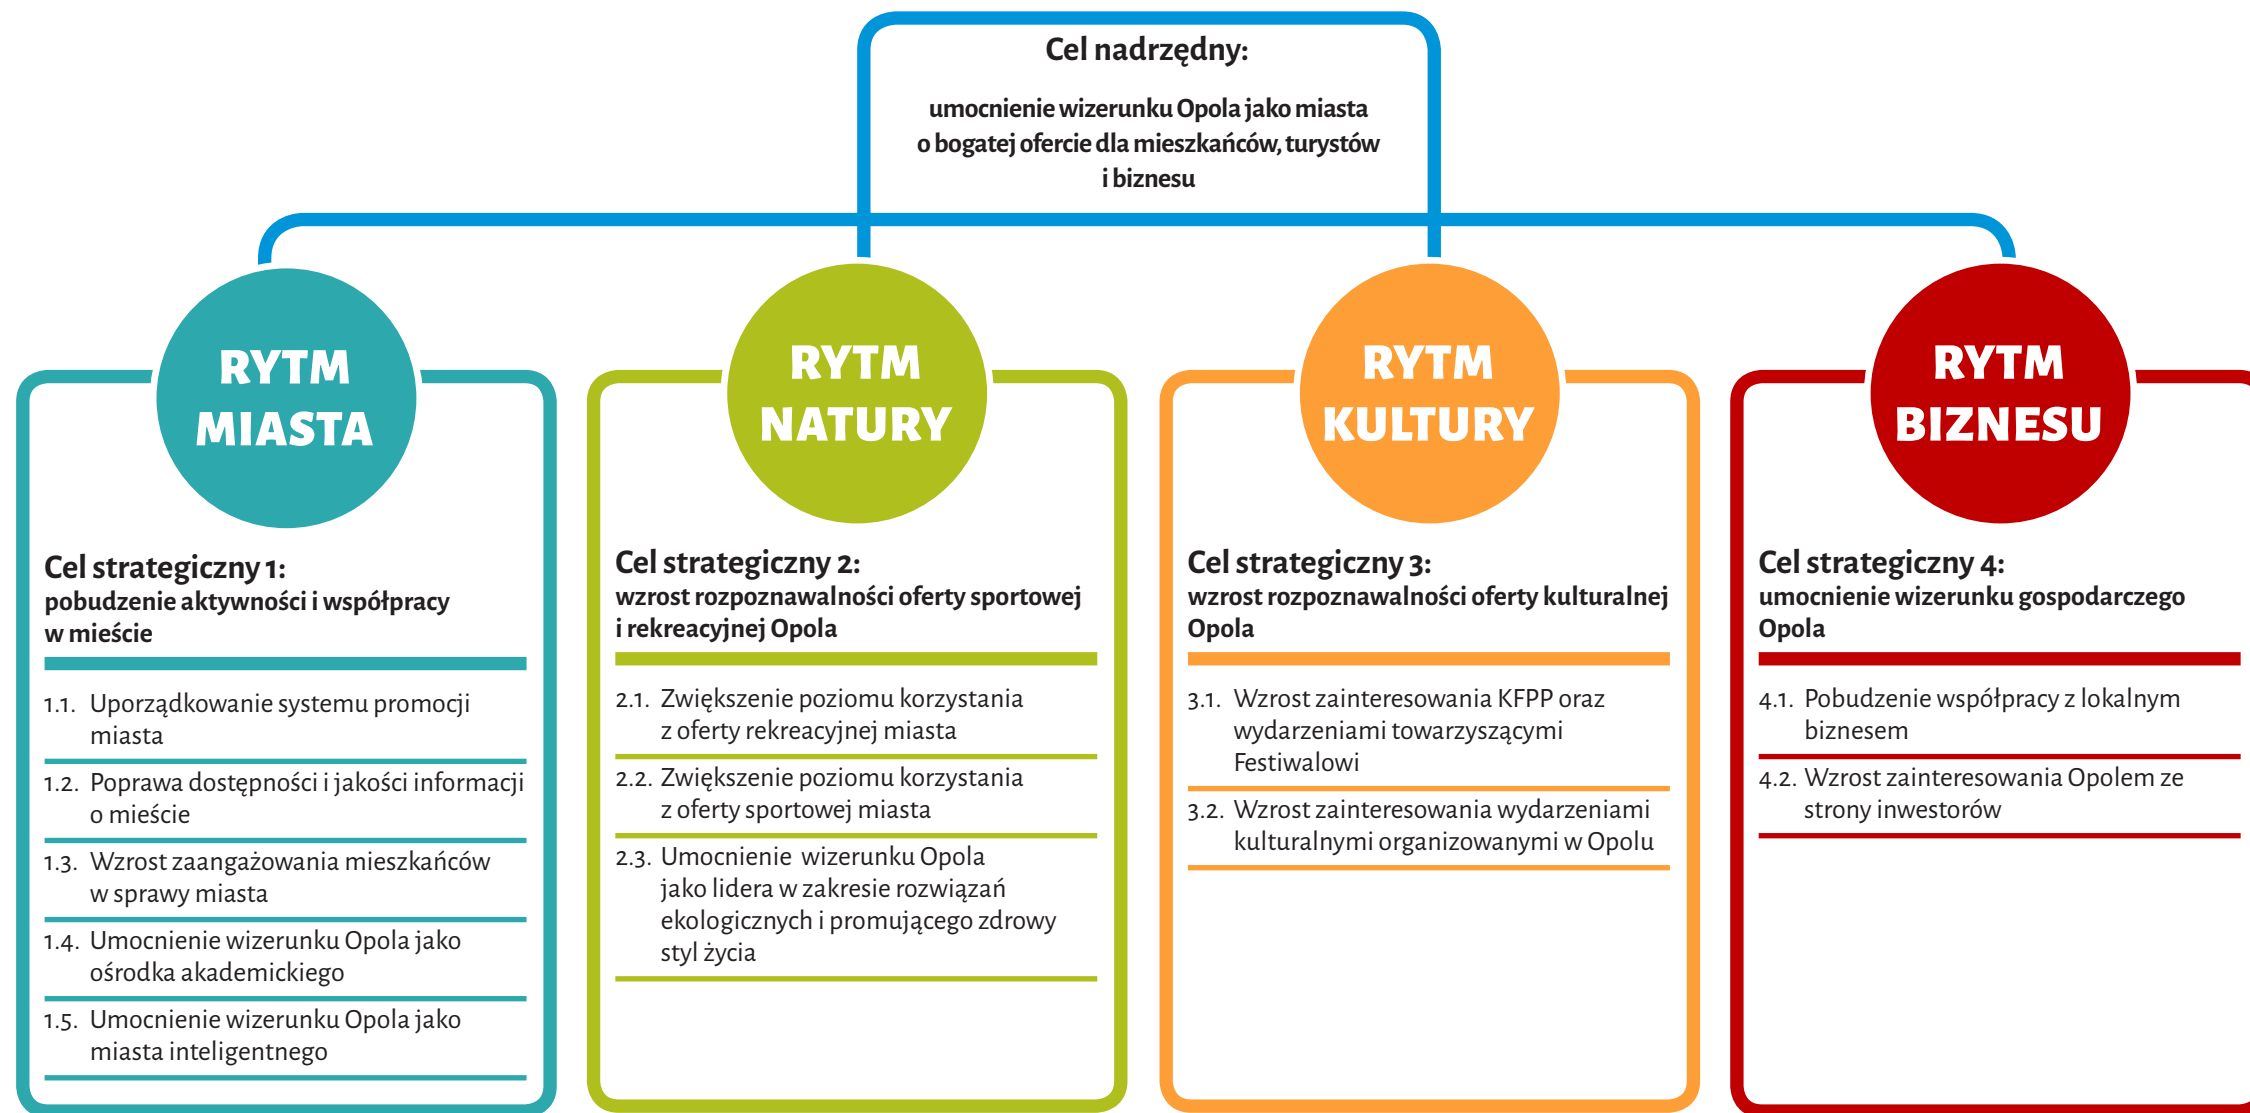 Cel nadrzędny:
umocnienie wizerunku Opola jako miasta
o bogatej ofercie dla mieszkańców, turystów
i biznesu
RYTM
MIASTA
Cel strategiczny 1:
pobudzenie aktywności i współpracy
w mieście
1.1. Uporządkowanie systemu promocji
miasta
1.2. Poprawa dostępności i jakości informacji
o mieście
1.3. Wzrost zaangażowania mieszkańców
w sprawy miasta
1.4. Umocnienie wizerunku Opola jako
ośrodka akademickiego
1.5. Umocnienie wizerunku Opola jako
miasta inteligentnego
RYTM
NATURY
Cel strategiczny 2:
wzrost rozpoznawalności oferty sportowej
i rekreacyjnej Opola
2.1. Zwiększenie poziomu korzystania
z oferty rekreacyjnej miasta
2.2. Zwiększenie poziomu korzystania
z oferty sportowej miasta
2.3. Umocnienie wizerunku Opola
jako lidera w zakresie rozwiązań
ekologicznych i promującego zdrowy
styl życia
RYTM
KULTURY
Cel strategiczny 3:
wzrost rozpoznawalności oferty kulturalnej
Opola
3.1. Wzrost zainteresowania KFPP oraz
wydarzeniami towarzyszącymi
Festiwalowi
3.2. Wzrost zainteresowania wydarzeniami
kulturalnymi organizowanymi w Opolu
RYTM
BIZNESU
Cel strategiczny 4:
umocnienie wizerunku gospodarczego
Opola
4.1. Pobudzenie współpracy z lokalnym
biznesem
4.2. Wzrost zainteresowania Opolem ze
strony inwestorów